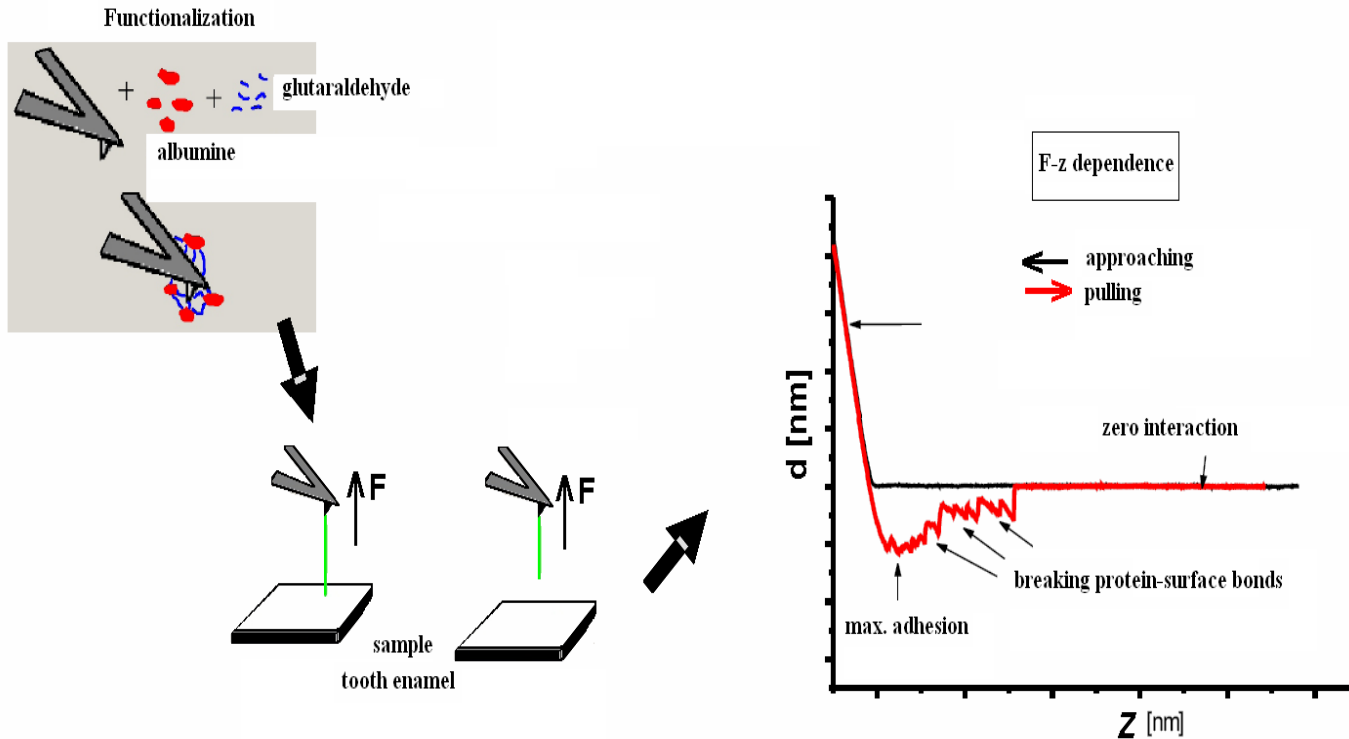 Functionalization
+
+
glutaraldehyde
albumine
F
F
sample
tooth enamel
F-z dependence
approaching
pulling
d [nm]
zero interaction
breaking protein-surface bonds
max. adhesion
Z [nm]